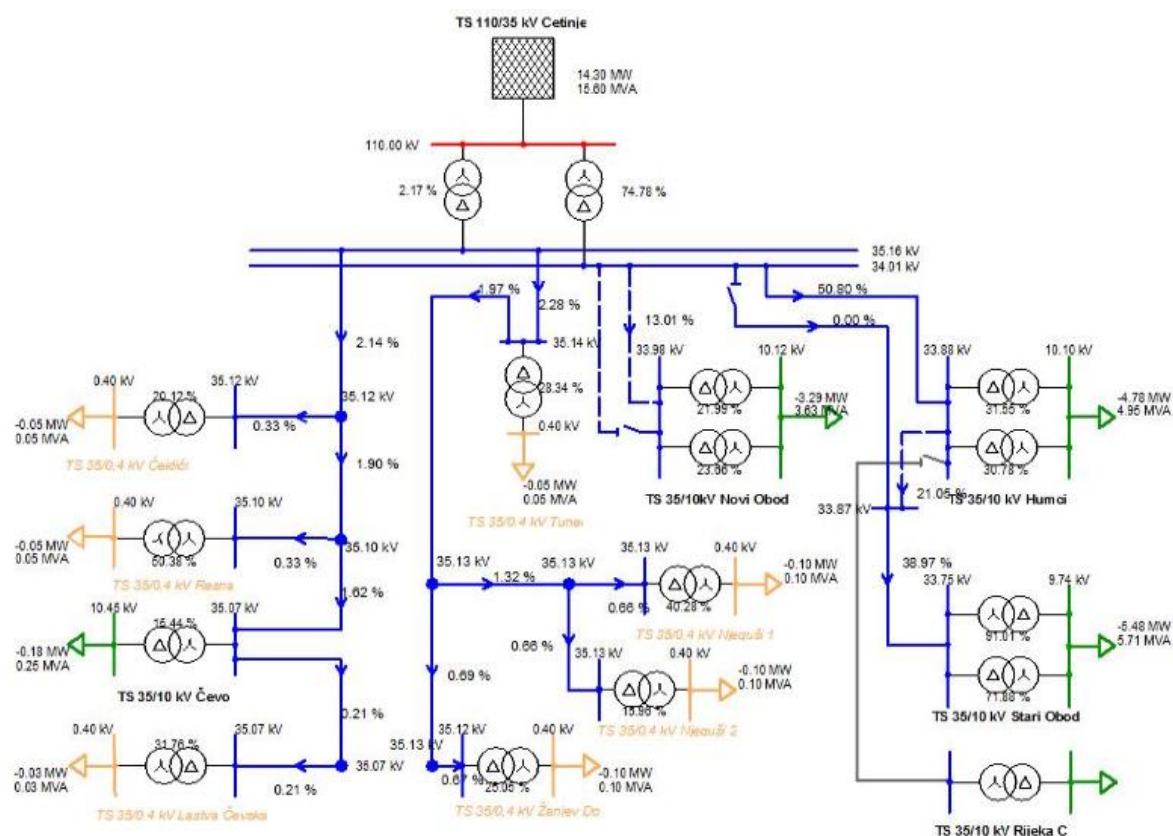 TS 110/35 kV Cetinje
14.30 MW
15.60 MVA
110.00 kV
2.17 %
74.78 %
35.16 kV
34.01 kV
1.97 %
2.28 %
13.01 %
50.80 %
0.00 %
2.14 %
35.14 kV
33.98 kV
10.12 kV
33.88 kV
10.10 kV
28.34 %
21.99 %
-3.29 MW
3.63 MVA
31.65 %
-4.78 MW
4.95 MVA
0.40 kV
35.12 kV
20.12 %
35.12 kV
-0.05 MW
0.05 MVA
0.33 %
TS 35/0.4 kV Čeidići
0.40 kV
23.66 %
30.78 %
1.90 %
-0.05 MW
0.05 MVA
TS 35/0.4 kV Tunel
TS 35/10kV Novi Obod
21.05 %
TS 35/10 kV Humci
33.87 kV
0.40 kV
35.10 kV
-0.05 MW
0.05 MVA
50.38 %
0.33 %
35.10 kV
TS 35/0.4 kV Resna
35.13 kV
35.13 kV
35.13 kV
0.40 kV
1.32 %
-0.10 MW
0.10 MVA
38.97 %
33.75 kV
9.74 kV
1.62 %
10.45 kV
35.07 kV
0.66 %
40.28 %
TS 35/0.4 kV Njeguši 1
91.01 %
15.44 %
-0.18 MW
0.25 MVA
0.66 %
35.13 kV
0.40 kV
-5.48 MW
5.71 MVA
TS 35/10 kV Čevo
0.69 %
-0.10 MW
0.10 MVA
71.88 %
15.96 %
0.21 %
TS 35/0.4 kV Njeguši 2
TS 35/10 kV Stari Obod
0.40 kV
35.07 kV
35.13 kV
35.12 kV
0.40 kV
31.76 %
35.07 kV
-0.03 MW
0.03 MVA
0.21 %
0.67 %
25.05 %
-0.10 MW
0.10 MVA
TS 35/0.4 kV Lastva Čevska
TS 35/0.4 kV Žanjev Do
TS 35/10 kV Rijeka C